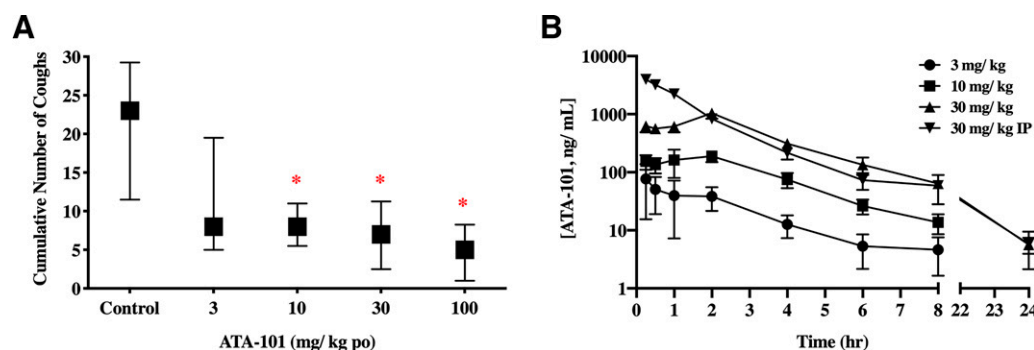 A
Cumulative Number of Coughs
30
25
20
15
10
5
0
*
*
*
Control
3
10
30
100
ATA-101 (mg/ kg po)
B
[ATA-101, ng/ mL]
10000
1000
100
10
1
3 mg/ kg
10 mg/ kg
30 mg/ kg
30 mg/ kg IP
0 1 2 3 4 5 6 7 8 22 23 24
Time (hr)